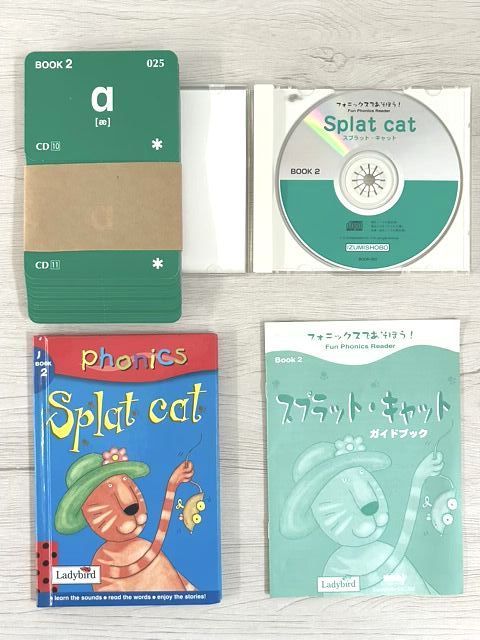 BOOK 2
025
ɑ
[æ]
CD 10
*
CD 11
*
フォニックスであそぼう!
Fun Phonics Reader
Splat cat
スプラット・キャット
BOOK 2
IZUMISHOBO
J
BOOK
2
phonics
Splat cat
Ladybird
• learn the sounds • read the words • enjoy the stories!
フォニックスであそぼう!
Fun Phonics Reader
Book 2
スプラット・キャット
ガイドブック
Ladybird